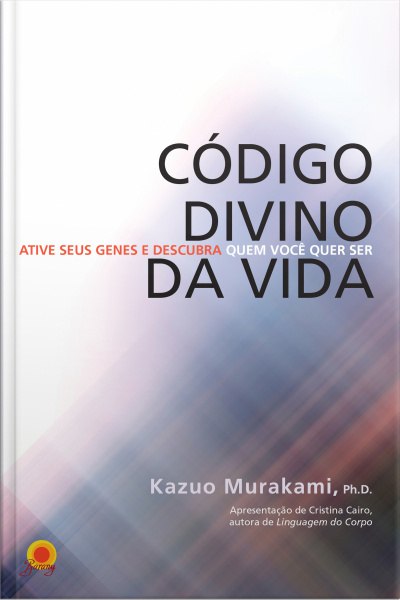 CÓDIGO
DIVINO
ATIVE SEUS GENES E DESCUBRA QUEM VOCÊ QUER SER
DA VIDA
Kazuo Murakami, Ph.D.
Apresentação de Cristina Cairo,
autora de Linguagem do Corpo
Barany